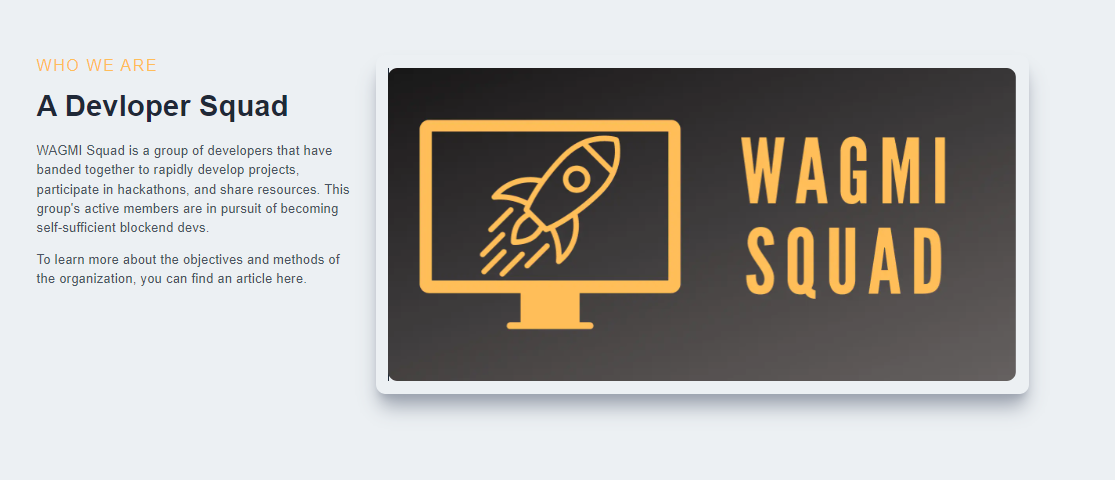 WHO WE ARE
A Devloper Squad
WAGMI Squad is a group of developers that have
banded together to rapidly develop projects,
participate in hackathons, and share resources. This
group's active members are in pursuit of becoming
self-sufficient blockend devs.
To learn more about the objectives and methods of
the organization, you can find an article here.
WAGMI
SQUAD